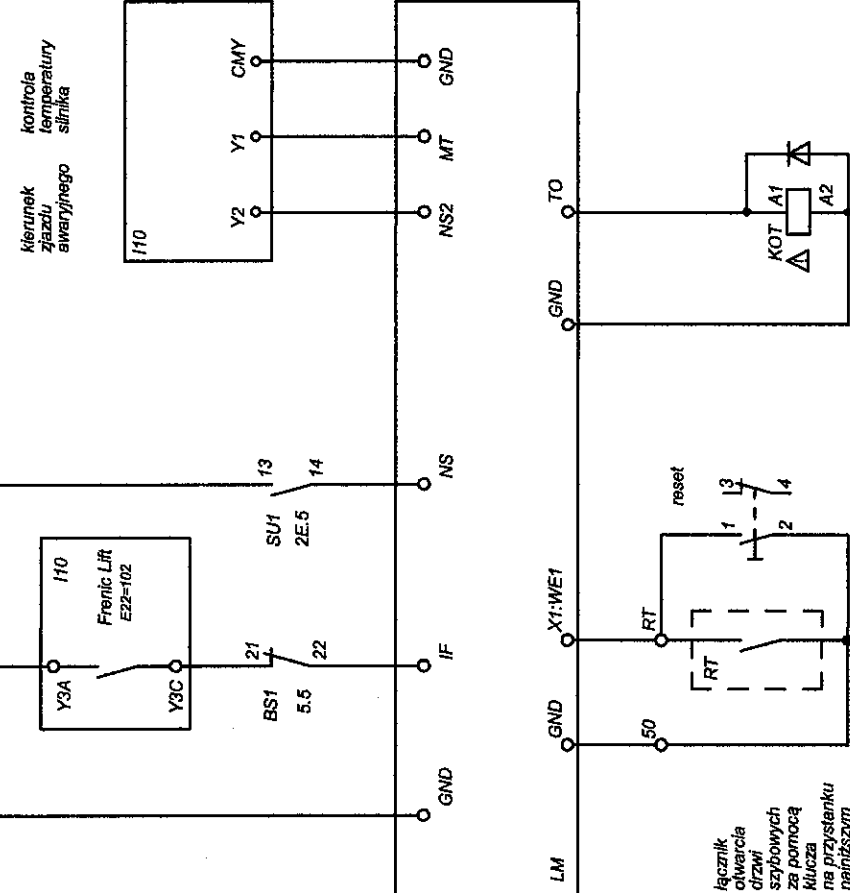 kierunek
zjazdu
awaryjnego
kontrola
temperatury
silnika
I10
Y2
Y1
CMY
NS2
MT
GND
I10
Frenic Lift
E22=102
Y3A
Y3C
21
22
BS1
5.5
13
14
SU1
2E.5
GND
IF
NS
LM
GND
X1:WE1
GND
TO
50
RT
RT
reset
1
2
3
4
KOT
A1
A2
łącznik
otwarcia
drzwi
szybowych
za pomocą
klucza
na przystanku
najniższym